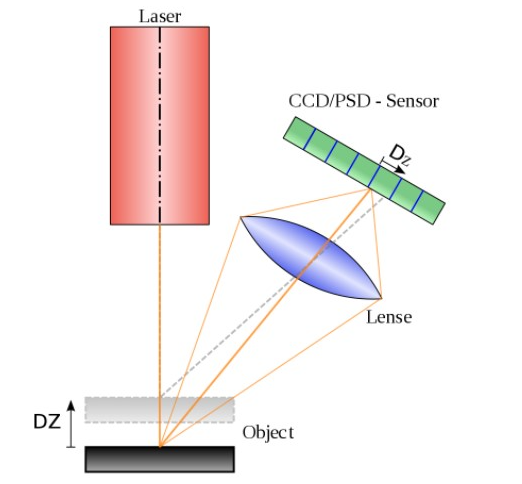 Laser
CCD/PSD - Sensor
Dz
Lense
DZ
Object